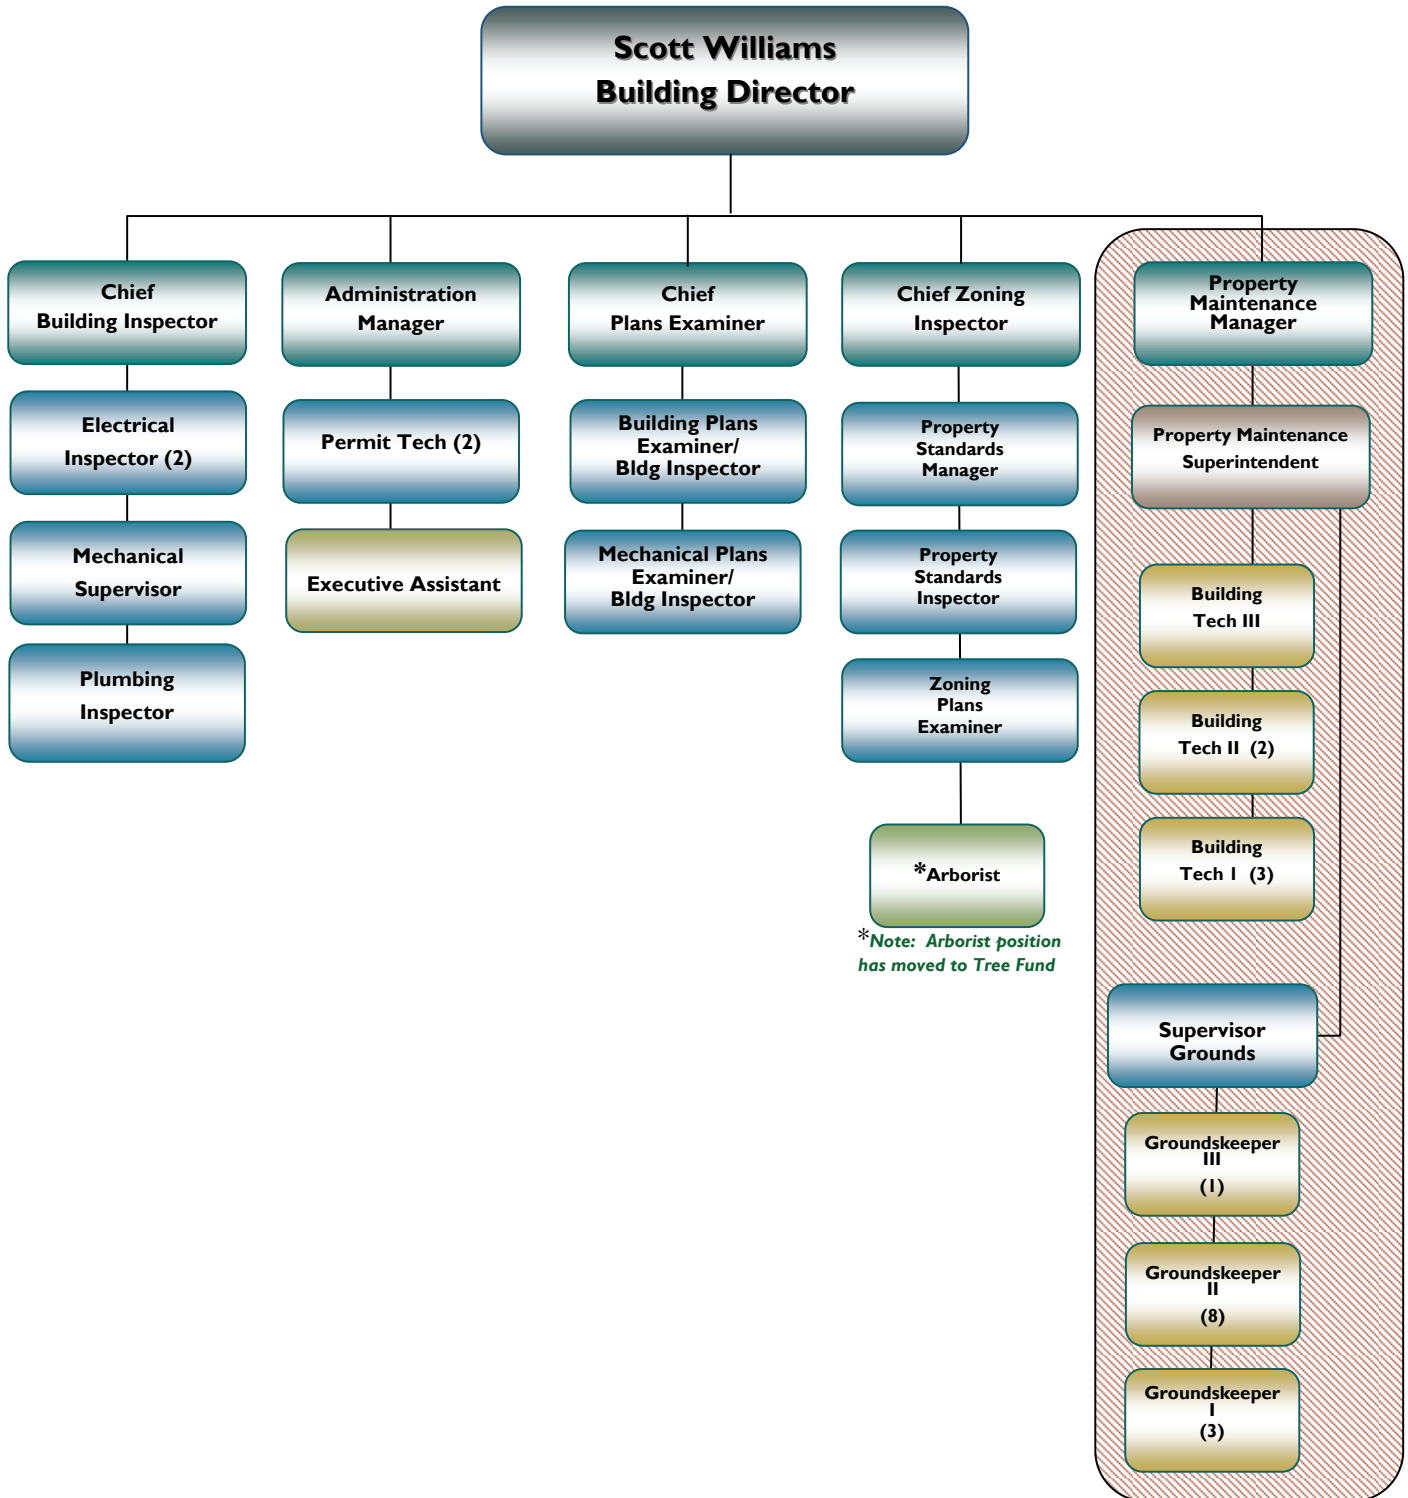 Scott Williams
Building Director
Chief
Building Inspector
Electrical
Inspector (2)
Mechanical
Supervisor
Plumbing
Inspector
Administration
Manager
Permit Tech (2)
Executive Assistant
Chief
Plans Examiner
Building Plans
Examiner/
Bldg Inspector
Mechanical Plans
Examiner/
Bldg Inspector
Chief Zoning
Inspector
Property
Standards
Manager
Property
Standards
Inspector
Zoning
Plans
Examiner
*Arborist
*Note: Arborist position
has moved to Tree Fund
Property
Maintenance
Manager
Property Maintenance
Superintendent
Building
Tech III
Building
Tech II (2)
Building
Tech I (3)
Supervisor
Grounds
Groundskeeper
III
(1)
Groundskeeper
II
(8)
Groundskeeper
I
(3)